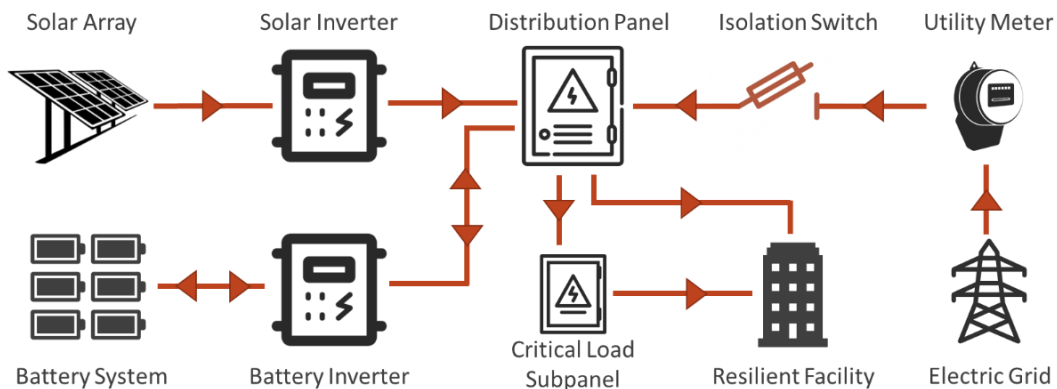 Solar Array
Solar Inverter
Distribution Panel
Isolation Switch
Utility Meter
Battery System
Battery Inverter
Critical Load
Subpanel
Resilient Facility
Electric Grid